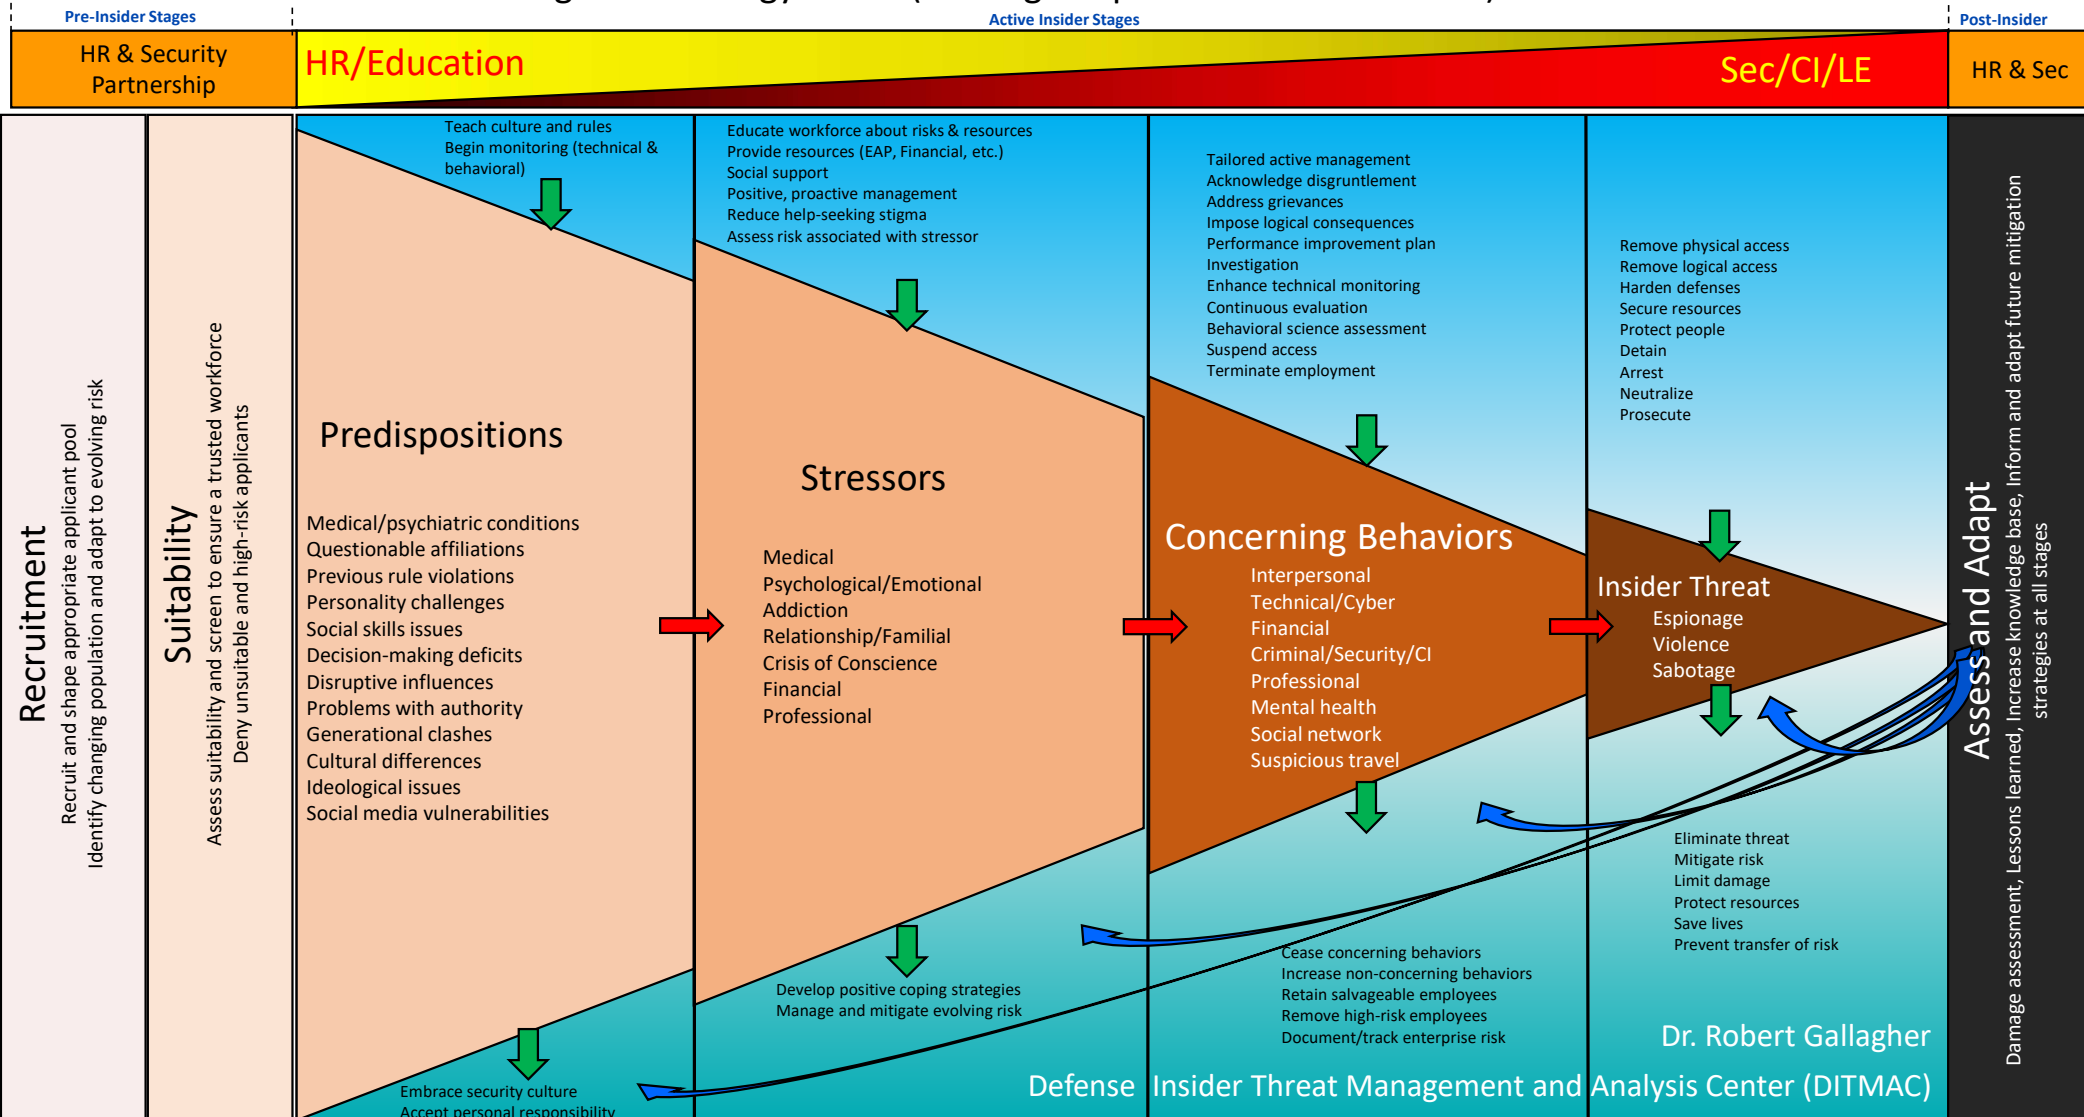 Pre-Insider Stages
Active Insider Stages
Post-Insider
HR & Security
Partnership
HR/Education
Sec/CI/LE
HR & Sec
Recruitment
Recruit and shape appropriate applicant pool
Identify changing population and adapt to evolving risk
Suitability
Assess suitability and screen to ensure a trusted workforce
Deny unsuitable and high-risk applicants
Teach culture and rules
Begin monitoring (technical &
behavioral)
Predispositions
Medical/psychiatric conditions
Questionable affiliations
Previous rule violations
Personality challenges
Social skills issues
Decision-making deficits
Disruptive influences
Problems with authority
Generational clashes
Cultural differences
Ideological issues
Social media vulnerabilities
Embrace security culture
Accept personal responsibility
Educate workforce about risks & resources
Provide resources (EAP, Financial, etc.)
Social support
Positive, proactive management
Reduce help-seeking stigma
Assess risk associated with stressor
Stressors
Medical
Psychological/Emotional
Addiction
Relationship/Familial
Crisis of Conscience
Financial
Professional
Develop positive coping strategies
Manage and mitigate evolving risk
Tailored active management
Acknowledge disgruntlement
Address grievances
Impose logical consequences
Performance improvement plan
Investigation
Enhance technical monitoring
Continuous evaluation
Behavioral science assessment
Suspend access
Terminate employment
Concerning Behaviors
Interpersonal
Technical/Cyber
Financial
Criminal/Security/CI
Professional
Mental health
Social network
Suspicious travel
Cease concerning behaviors
Increase non-concerning behaviors
Retain salvageable employees
Remove high-risk employees
Document/track enterprise risk
Remove physical access
Remove logical access
Harden defenses
Secure resources
Protect people
Detain
Arrest
Neutralize
Prosecute
Insider Threat
Espionage
Violence
Sabotage
Eliminate threat
Mitigate risk
Limit damage
Protect resources
Save lives
Prevent transfer of risk
Assess and Adapt
Damage assessment, Lessons learned, Increase knowledge base, Inform and adapt future mitigation
strategies at all stages
Dr. Robert Gallagher
Defense Insider Threat Management and Analysis Center (DITMAC)